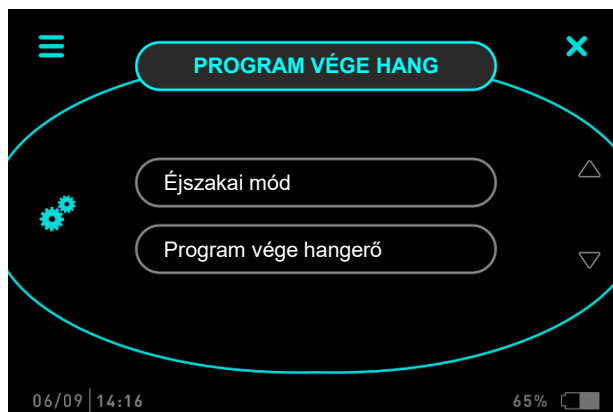 PROGRAM VÉGE HANG
Éjszakai mód
Program vége hangerő
06/09 14:16 65%